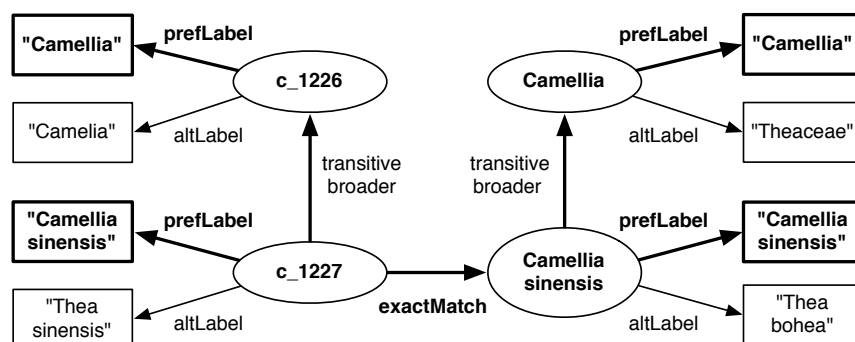 "Camellia"
prefLabel
c_1226
"Camelia"
altLabel
Camellia
prefLabel
"Camellia"
altLabel
"Theaceae"
transitive
broader
transitive
broader
"Camellia
sinensis"
prefLabel
c_1227
"Thea
sinensis"
altLabel
exactMatch
Camellia
sinensis
prefLabel
"Camellia
sinensis"
altLabel
"Thea
bohea"